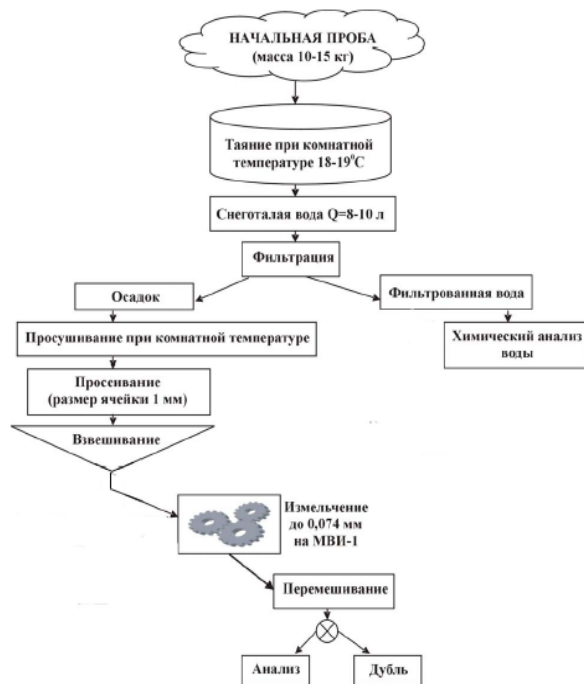 НАЧАЛЬНАЯ ПРОБА
(масса 10-15 кг)
Таяние при комнатной
температуре 18-19⁰С
Снеготалая вода Q=8-10 л
Фильтрация
Осадок
Фильтрованная вода
Просушивание при комнатной температуре
Химический анализ
воды
Просеивание
(размер ячейки 1 мм)
Взвешивание
Измельчение
до 0,074 мм
на МВИ-1
Перемешивание
Анализ
Дубль